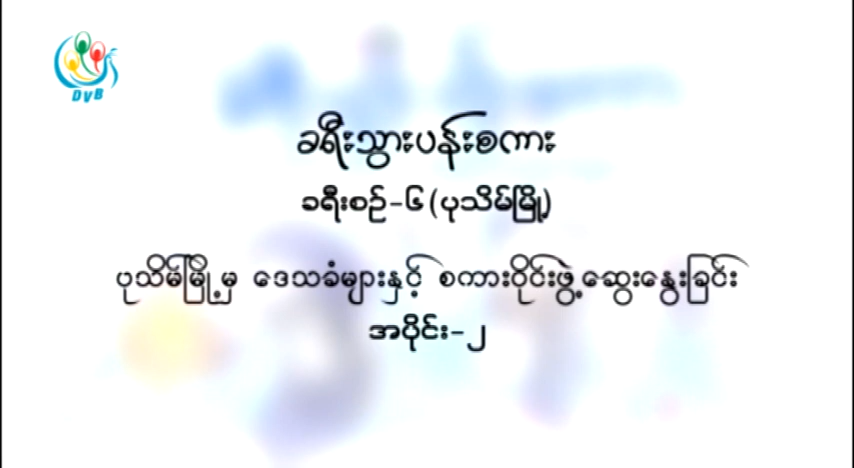 DVB
ခရီးသွားပန်းစကား
ခရီးစဉ်-၆(ပုသိမ်မြို့)
ပုသိမ်မြို့မှ ဒေသခံများနှင့် စကားဝိုင်းဖွဲ့ဆွေးနွေးခြင်း
အပိုင်း-၂